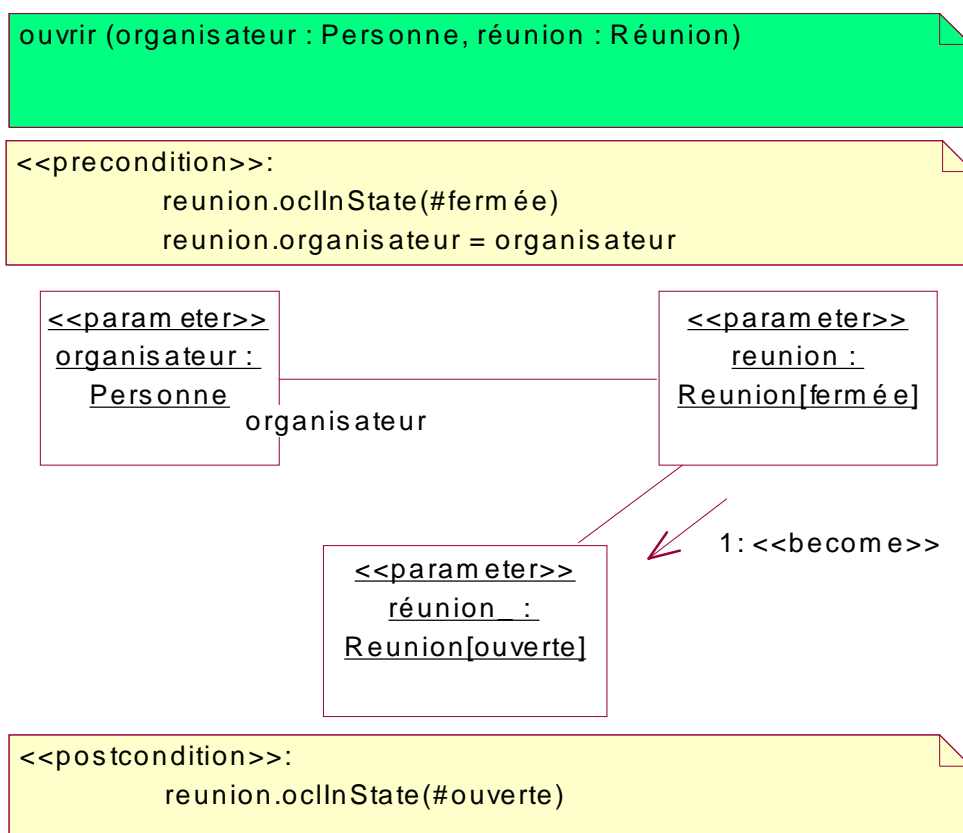 ouvrir (organisateur : Personne, réunion : Réunion)
<<precondition>>:
reunion.oclInState(#fermée)
reunion.organisateur = organisateur
<<parameter>>
organisateur :
Personne
organisateur
<<parameter>>
reunion :
Reunion[fermée]
1: <<become>>
<<parameter>>
réunion_ :
Reunion[ouverte]
<<postcondition>>:
reunion.oclInState(#ouverte)